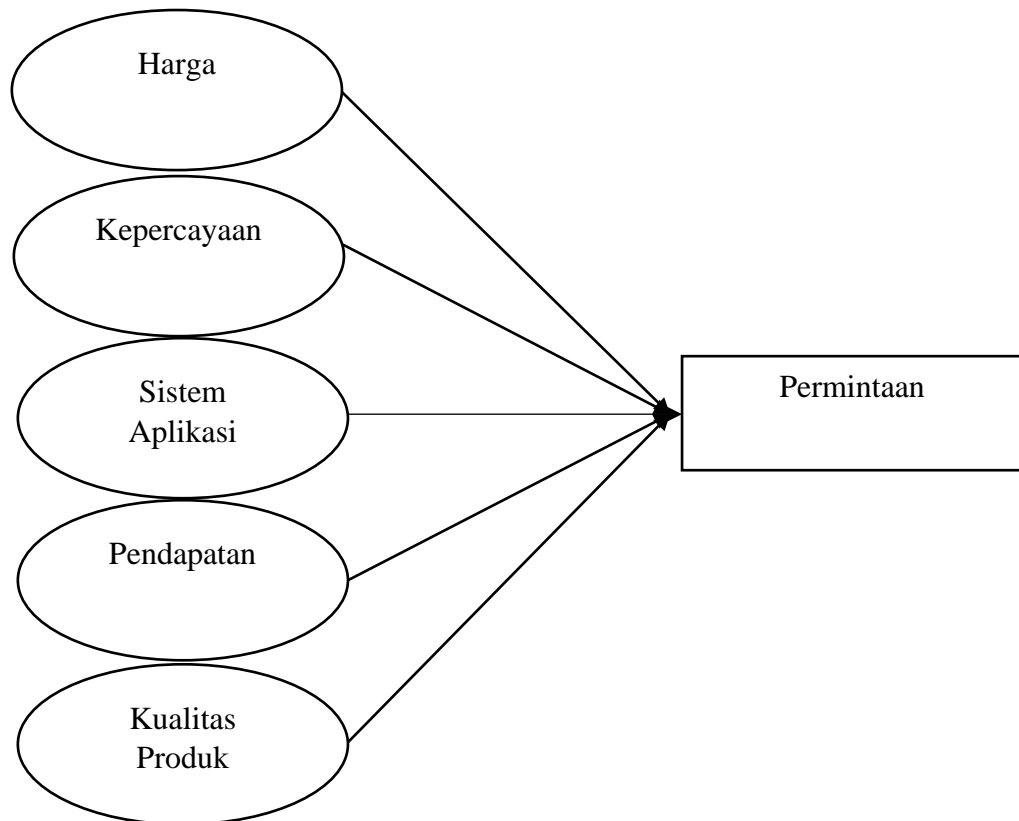 Harga
Kepercayaan
Sistem
Aplikasi
Pendapatan
Kualitas
Produk
Permintaan